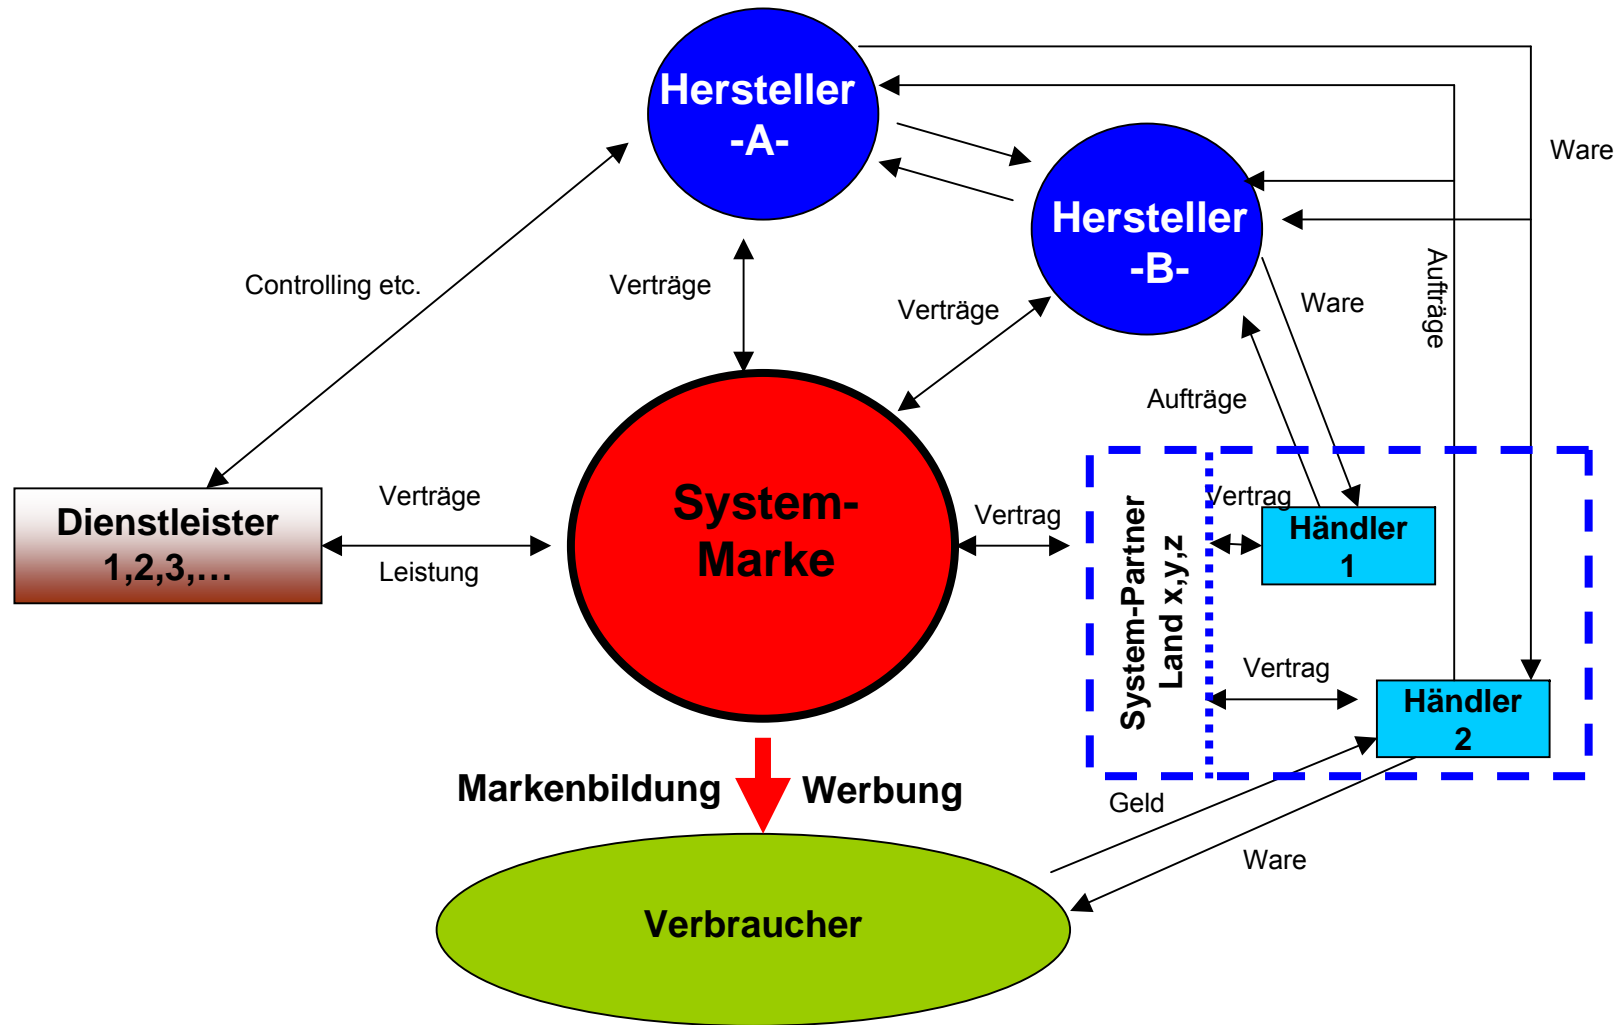 Hersteller
-A-
Ware
Hersteller
-B-
Controlling etc.
Verträge
Verträge
Ware
Aufträge
Aufträge
System-
Marke
Verträge
Leistung
Dienstleister
1,2,3,…
Vertrag
System-Partner
Land x,y,z
Vertrag
Händler
1
Vertrag
Händler
2
Markenbildung
Werbung
Geld
Ware
Verbraucher